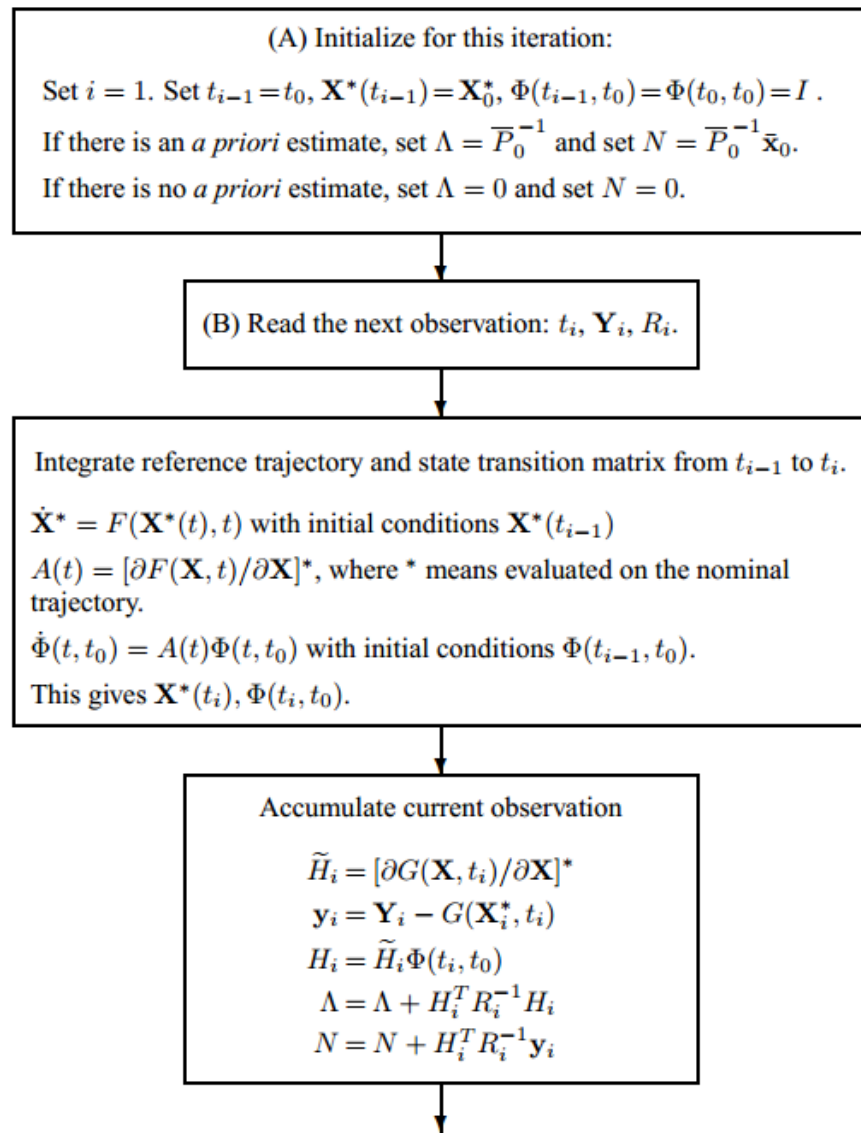 (A) Initialize for this iteration:
Set i = 1. Set t_{i−1} = t_0, X*(t_{i−1}) = X*_0, Φ(t_{i−1}, t_0) = Φ(t_0, t_0) = I .
If there is an a priori estimate, set Λ = P̅_0^{−1} and set N = P̅_0^{−1} x̄_0.
If there is no a priori estimate, set Λ = 0 and set N = 0.
(B) Read the next observation: t_i, Y_i, R_i.
Integrate reference trajectory and state transition matrix from t_{i−1} to t_i.
Ẋ* = F(X*(t), t) with initial conditions X*(t_{i−1})
A(t) = [∂F(X, t)/∂X]*, where * means evaluated on the nominal
trajectory.
Φ̇(t, t_0) = A(t)Φ(t, t_0) with initial conditions Φ(t_{i−1}, t_0).
This gives X*(t_i), Φ(t_i, t_0).
Accumulate current observation
H̃_i = [∂G(X, t_i)/∂X]*
y_i = Y_i − G(X*_i, t_i)
H_i = H̃_iΦ(t_i, t_0)
Λ = Λ + H_i^T R_i^{−1} H_i
N = N + H_i^T R_i^{−1} y_i